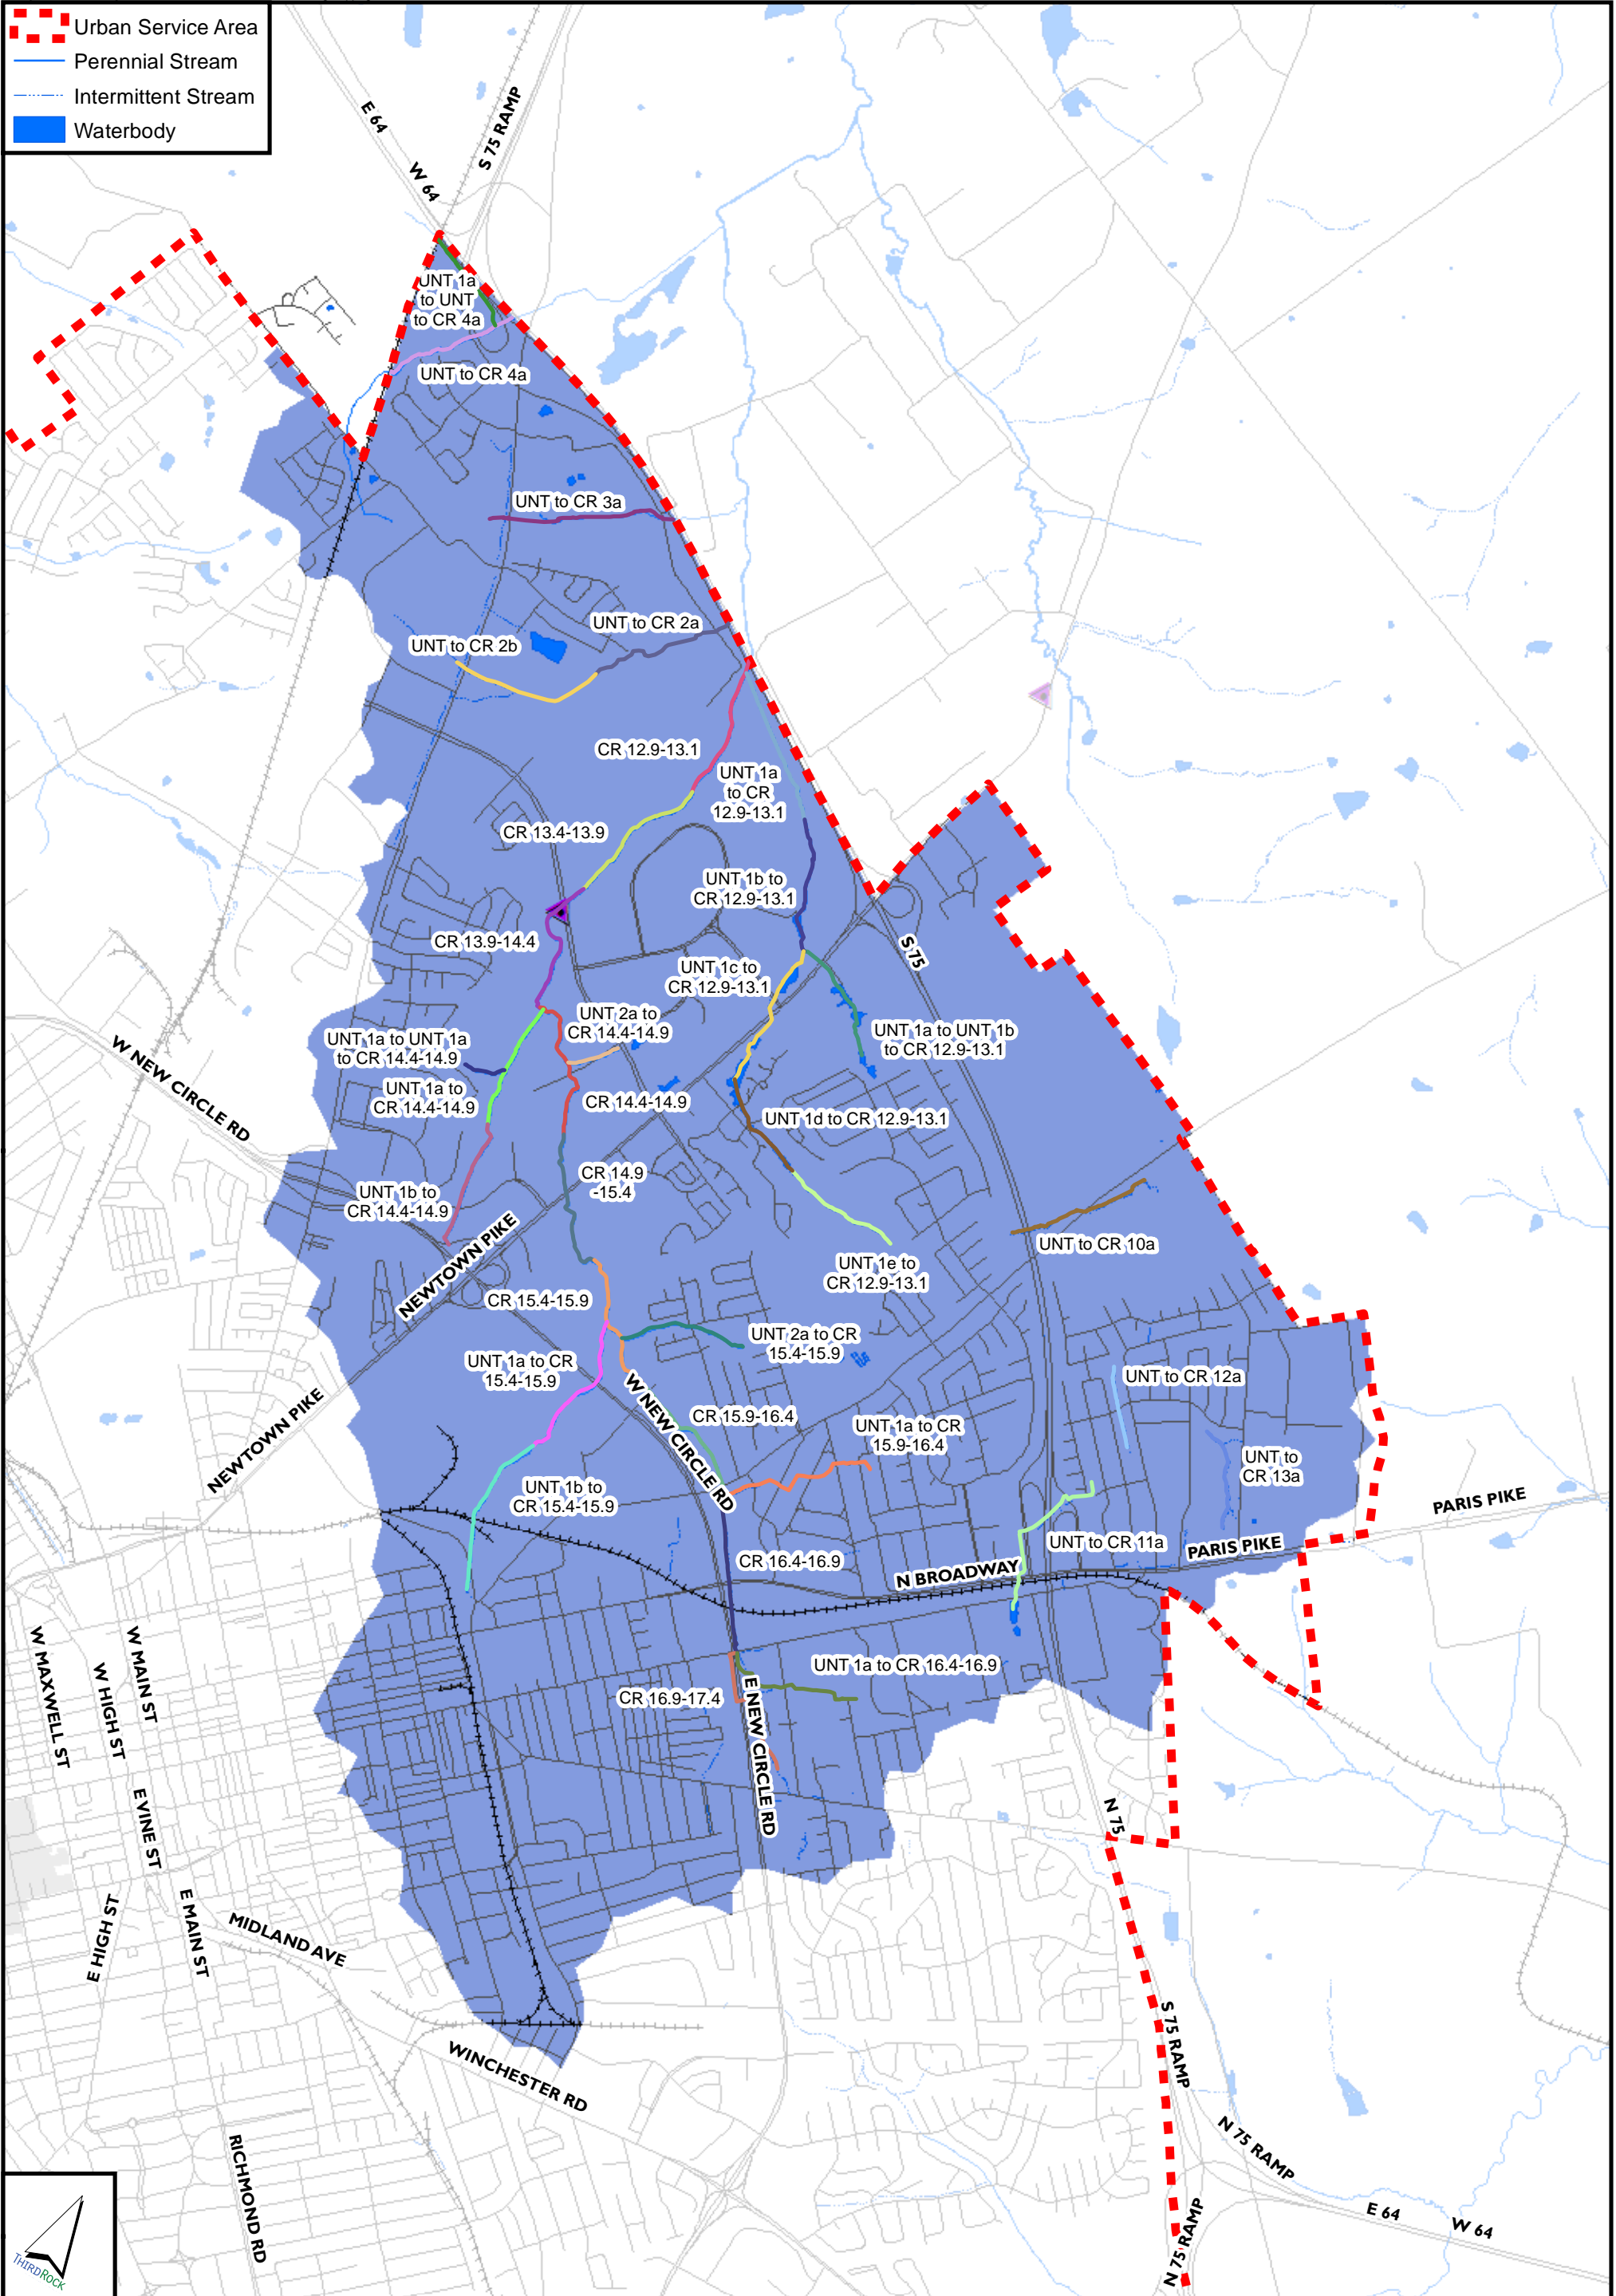 Urban Service Area
Perennial Stream
Intermittent Stream
Waterbody
E 64
S 75 RAMP
W 64
UNT 1a
to UNT
to CR 4a
UNT to CR 4a
UNT to CR 3a
UNT to CR 2a
UNT to CR 2b
CR 12.9-13.1
UNT 1a
to CR
12.9-13.1
CR 13.4-13.9
UNT 1b to
CR 12.9-13.1
CR 13.9-14.4
S 75
UNT 1c to
CR 12.9-13.1
UNT 2a to
CR 14.4-14.9
UNT 1a to UNT 1b
to CR 12.9-13.1
UNT 1a to UNT 1a
to CR 14.4-14.9
W NEW CIRCLE RD
UNT 1a to
CR 14.4-14.9
CR 14.4-14.9
UNT 1d to CR 12.9-13.1
CR 14.9
-15.4
UNT 1b to
CR 14.4-14.9
NEWTOWN PIKE
UNT to CR 10a
UNT 1e to
CR 12.9-13.1
CR 15.4-15.9
UNT 2a to CR
15.4-15.9
UNT 1a to CR
15.4-15.9
UNT to CR 12a
NEWTOWN PIKE
W NEW CIRCLE RD
CR 15.9-16.4
UNT 1a to CR
15.9-16.4
UNT to
CR 13a
UNT 1b to
CR 15.4-15.9
PARIS PIKE
UNT to CR 11a
PARIS PIKE
CR 16.4-16.9
N BROADWAY
W MAXWELL ST
W HIGH ST
W MAIN ST
UNT 1a to CR 16.4-16.9
CR 16.9-17.4
E NEW CIRCLE RD
E VINE ST
N 75
E HIGH ST
E MAIN ST
MIDLAND AVE
WINCHESTER RD
S 75 RAMP
N 75 RAMP
RICHMOND RD
E 64
W 64
N 75 RAMP
THIRDROCK